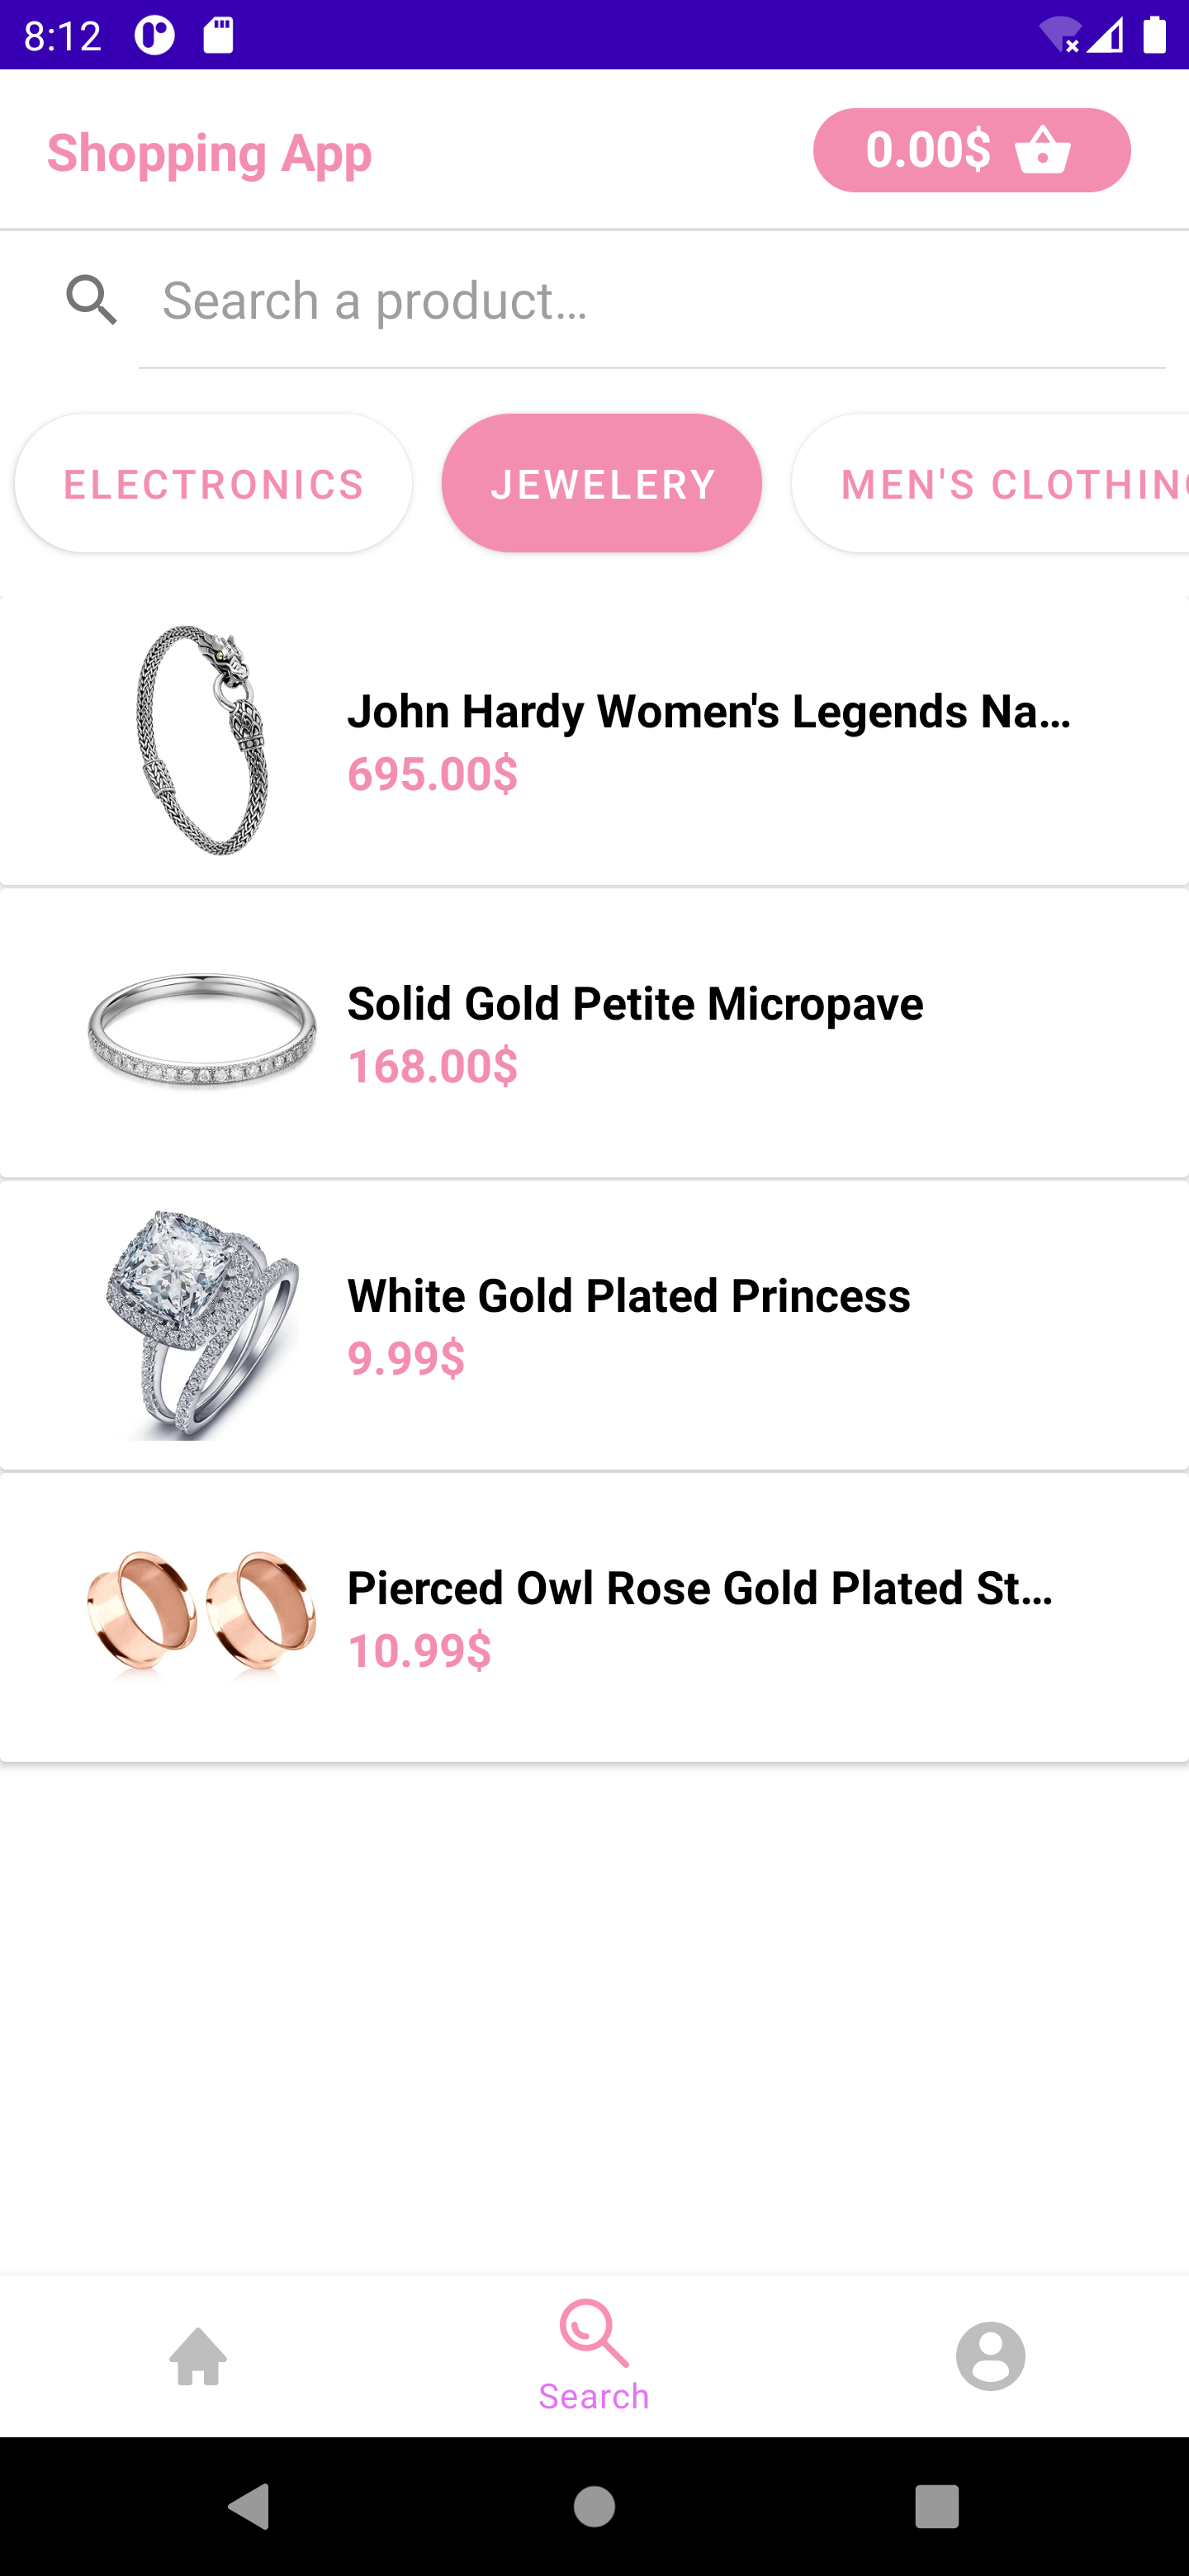 8:12
Shopping App
0.00$
Search a product...
ELECTRONICS
JEWELERY
MEN'S CLOTHING
John Hardy Women's Legends Na...
695.00$
Solid Gold Petite Micropave
168.00$
White Gold Plated Princess
9.99$
Pierced Owl Rose Gold Plated St...
10.99$
Search